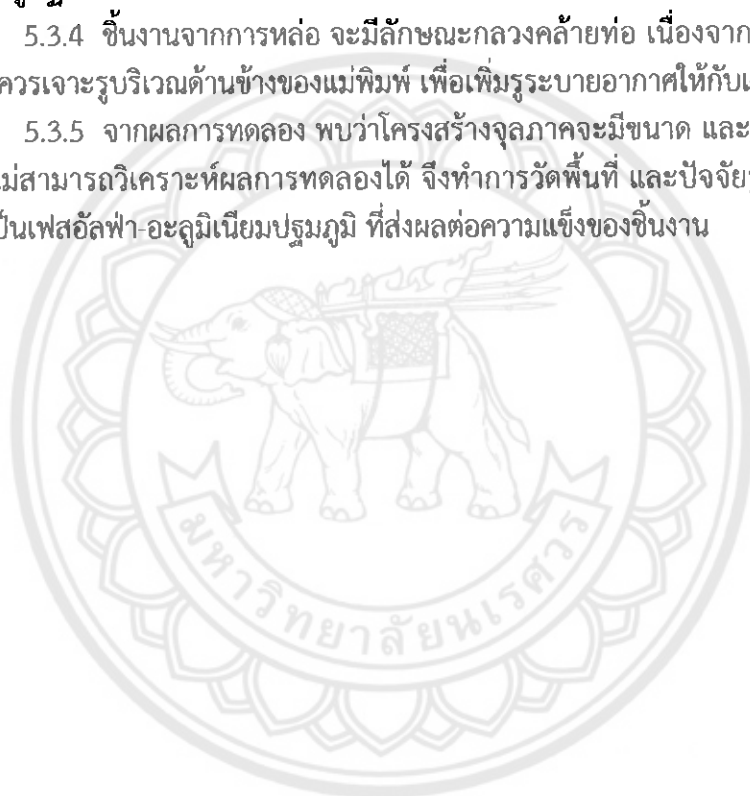 5.3.4 ชิ้นงานจากการหล่อ จะมีลักษณะกลวงคล้ายท่อ เนื่องจาก
ควรเจาะรูบริเวณด้านข้างของแม่พิมพ์ เพื่อเพิ่มรูระบายอากาศให้กับ
5.3.5 จากผลการทดลอง พบว่าโครงสร้างจุลภาคจะมีขนาด และ
ไม่สามารถวิเคราะห์ผลการทดลองได้ จึงทำการวัดพื้นที่ และปัจจัย
เป็นเฟสอัลฟ่า-อะลูมิเนียมปฐมภูมิ ที่ส่งผลต่อความแข็งของชิ้นงาน
มหาวิทยาลัยนเรศวร